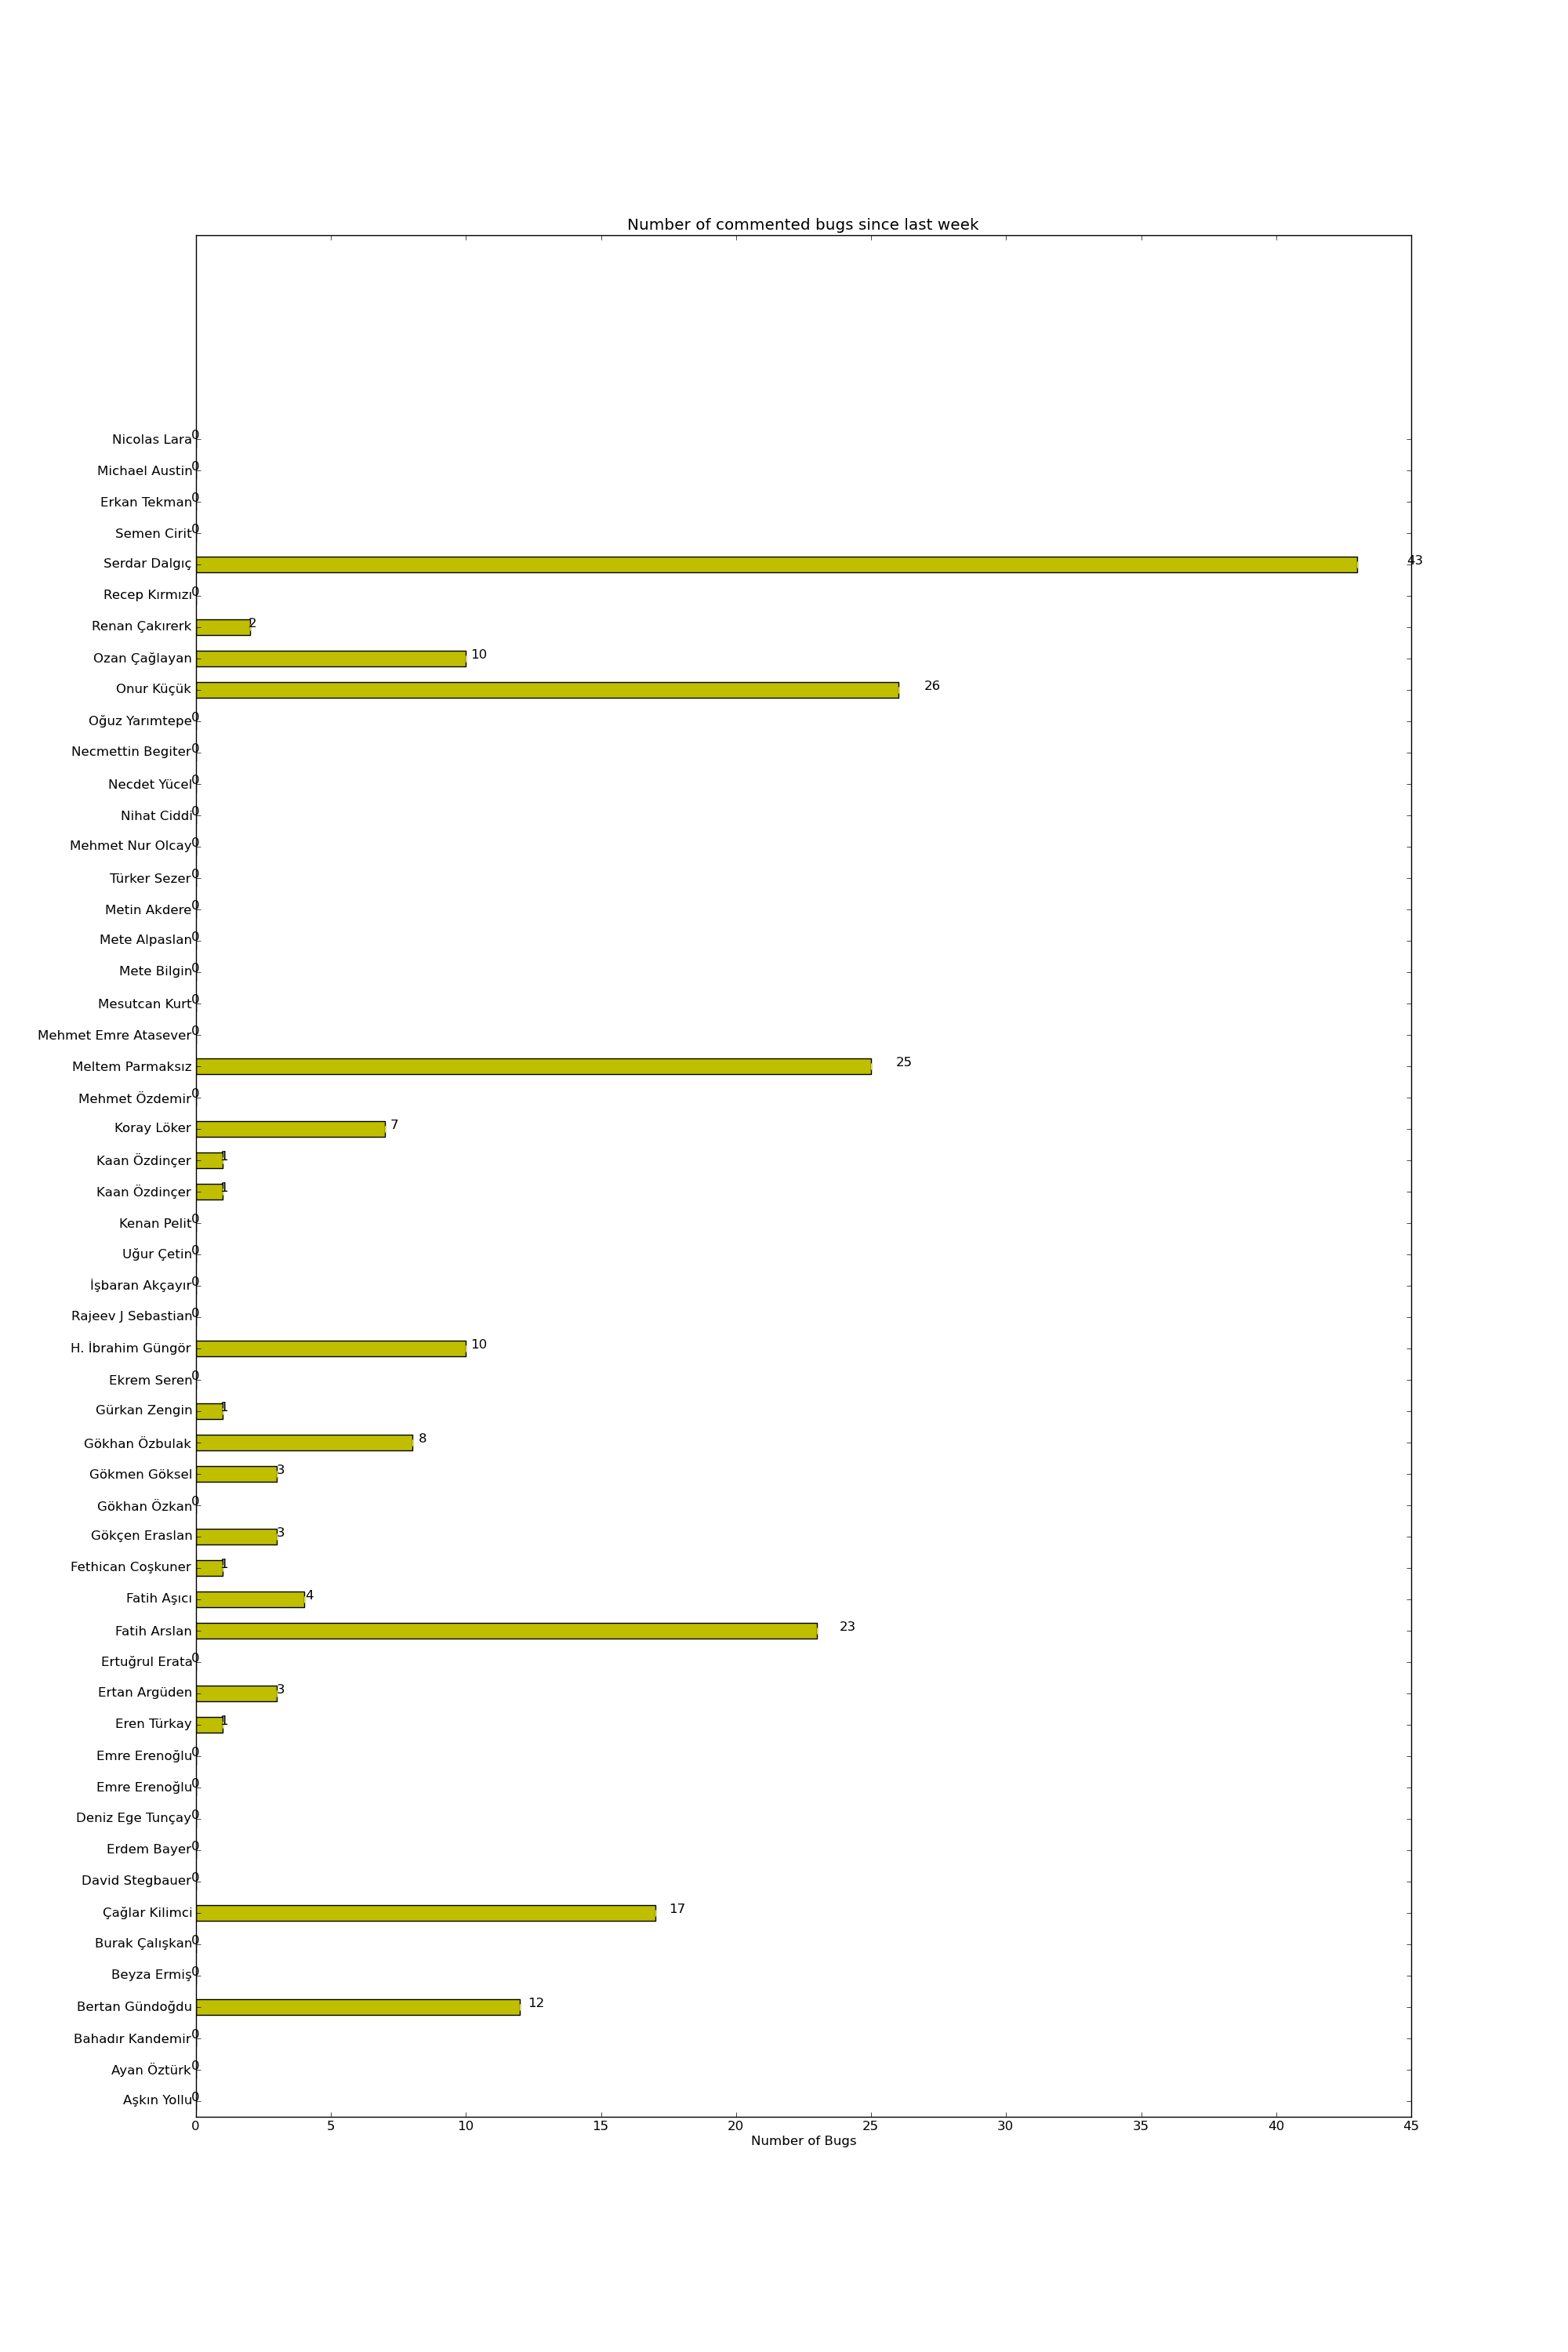 Number of commented bugs since last week
Nicolas Lara 0
Michael Austin 0
Erkan Tekman 0
Semen Cirit 0
Serdar Dalgıç 43
Recep Kırmızı 0
Renan Çakırerk 2
Ozan Çağlayan 10
Onur Küçük 26
Oğuz Yarımtepe 0
Necmettin Begiter 0
Necdet Yücel 0
Nihat Ciddi 0
Mehmet Nur Olcay 0
Türker Sezer 0
Metin Akdere 0
Mete Alpaslan 0
Mete Bilgin 0
Mesutcan Kurt 0
Mehmet Emre Atasever 0
Meltem Parmaksız 25
Mehmet Özdemir 0
Koray Löker 7
Kaan Özdinçer 1
Kaan Özdinçer 1
Kenan Pelit 0
Uğur Çetin 0
İşbaran Akçayır 0
Rajeev J Sebastian 0
H. İbrahim Güngör 10
Ekrem Seren 0
Gürkan Zengin 1
Gökhan Özbulak 8
Gökmen Göksel 3
Gökhan Özkan 0
Gökçen Eraslan 3
Fethican Coşkuner 1
Fatih Aşıcı 4
Fatih Arslan 23
Ertuğrul Erata 0
Ertan Argüden 3
Eren Türkay 1
Emre Erenoğlu 0
Emre Erenoğlu 0
Deniz Ege Tunçay 0
Erdem Bayer 0
David Stegbauer 0
Çağlar Kilimci 17
Burak Çalışkan 0
Beyza Ermiş 0
Bertan Gündoğdu 12
Bahadır Kandemir 0
Ayan Öztürk 0
Aşkın Yollu 0
0 5 10 15 20 25 30 35 40 45
Number of Bugs